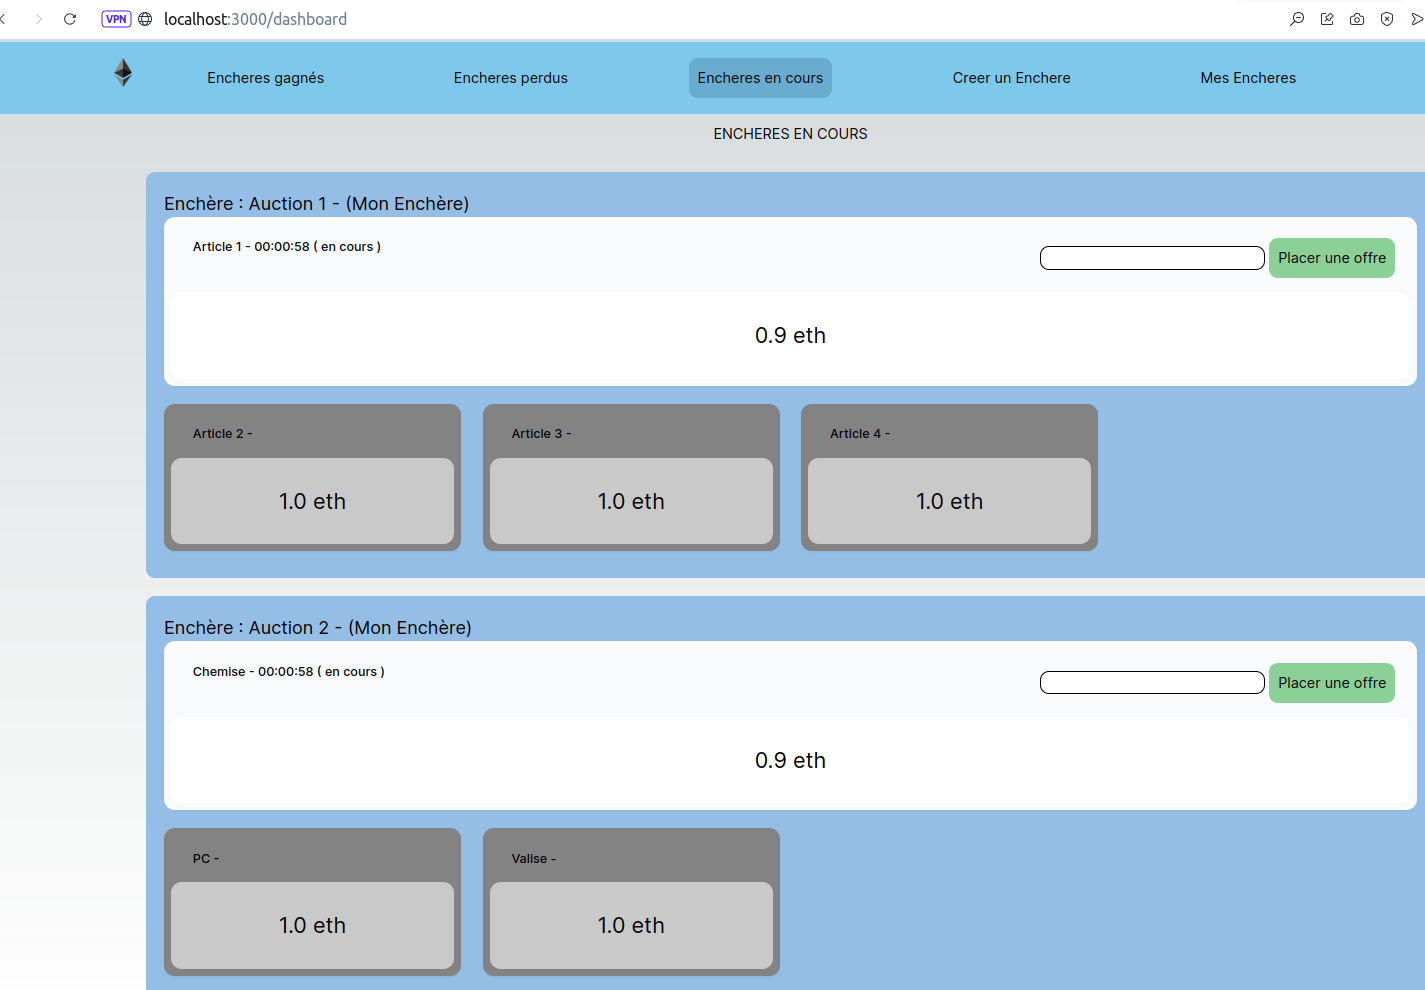 VPN localhost:3000/dashboard
Encheres gagnés Encheres perdus Encheres en cours Creer un Enchere Mes Encheres
ENCHERES EN COURS
Enchère : Auction 1 - (Mon Enchère)
Article 1 - 00:00:58 ( en cours ) Placer une offre
0.9 eth
Article 2 - Article 3 - Article 4 -
1.0 eth 1.0 eth 1.0 eth
Enchère : Auction 2 - (Mon Enchère)
Chemise - 00:00:58 ( en cours ) Placer une offre
0.9 eth
PC - Valise -
1.0 eth 1.0 eth